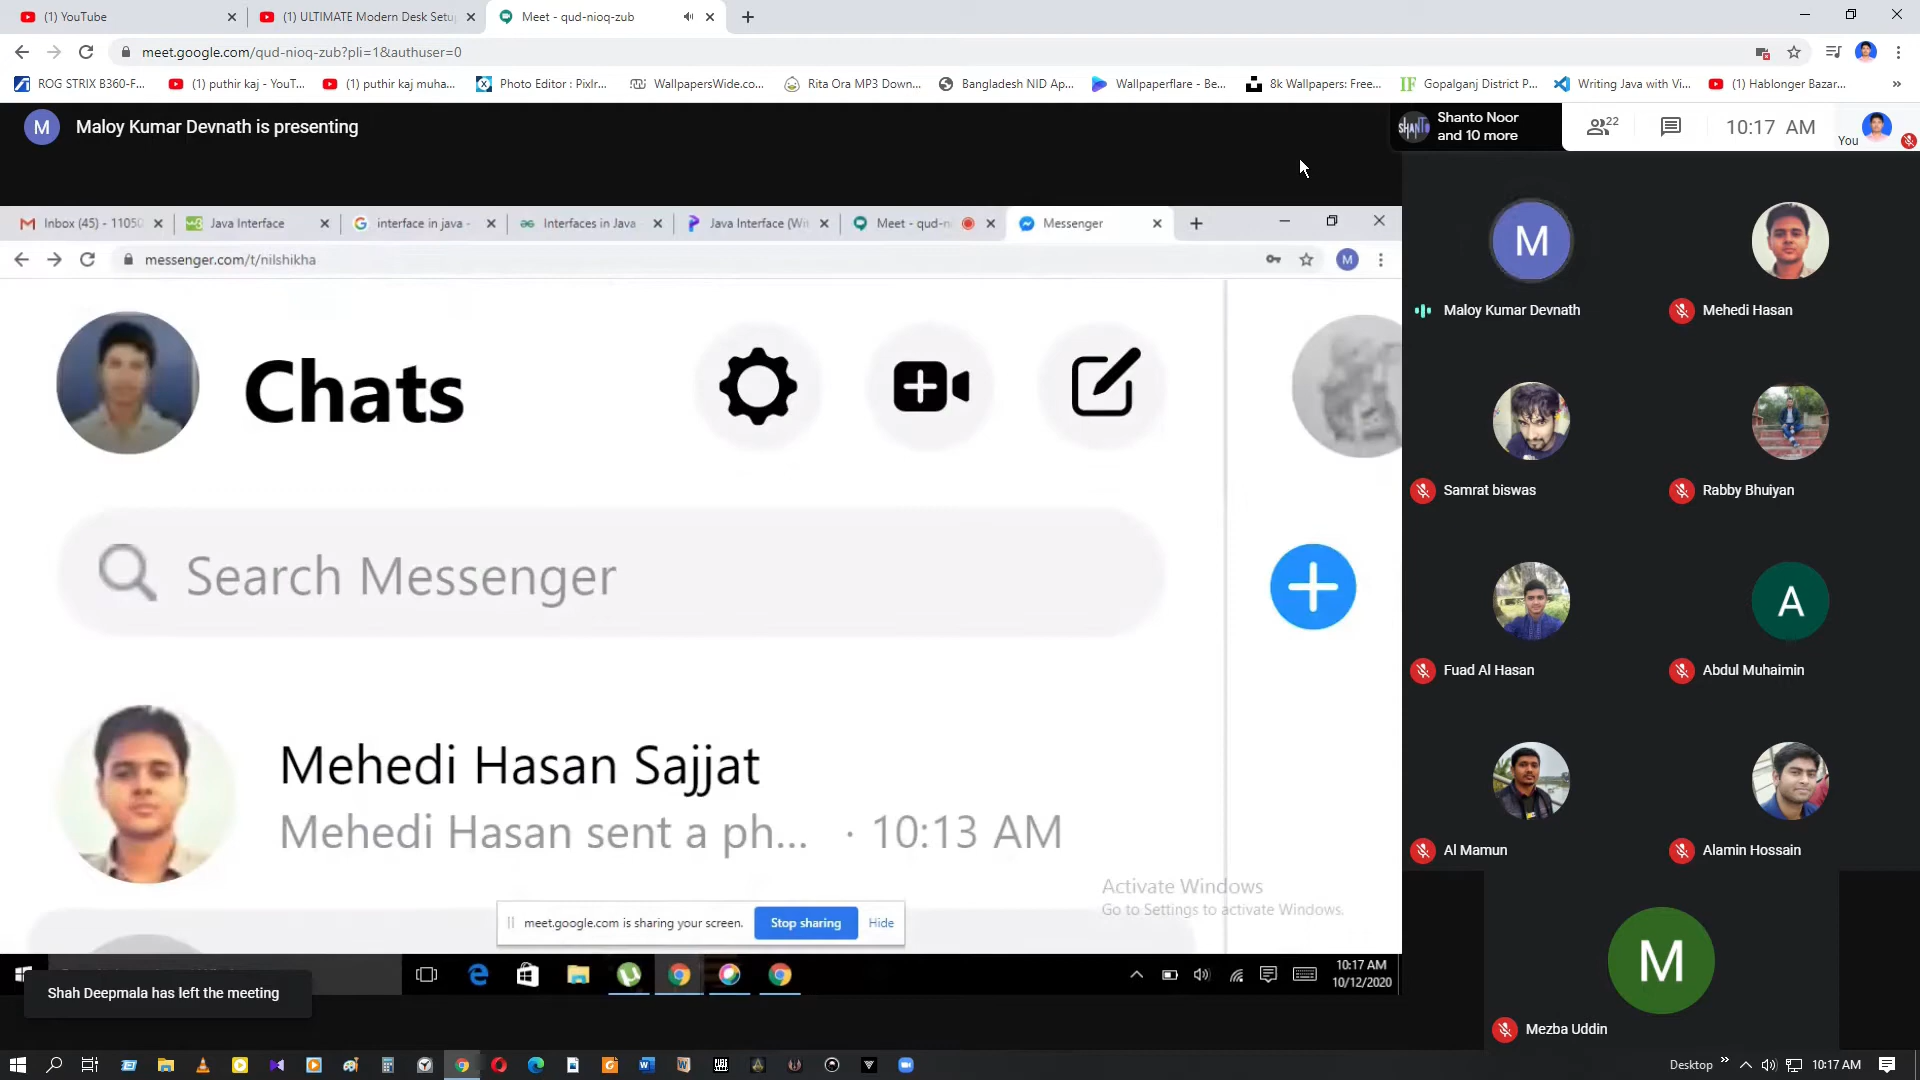 (1) YouTube
(1) ULTIMATE Modern Desk Setu
Meet - qud-nioq-zub
meet.google.com/qud-nioq-zub?pli=1&authuser=0
ROG STRIX B360-F...
(1) puthir kaj - YouT...
(1) puthir kaj muha...
Photo Editor : Pixlr...
WallpapersWide.co...
Rita Ora MP3 Down...
Bangladesh NID Ap...
Wallpaperflare - Be...
8k Wallpapers: Free...
Gopalganj District P...
Writing Java with Vi...
(1) Hablonger Bazar...
M
Maloy Kumar Devnath is presenting
SHANTO
Shanto Noor
and 10 more
22
10:17 AM
You
Inbox (45) - 11050
Java Interface
interface in java -
Interfaces in Java
Java Interface (Wit
Meet - qud-n
Messenger
messenger.com/t/nilshikha
M
Chats
Search Messenger
Mehedi Hasan Sajjat
Mehedi Hasan sent a ph... · 10:13 AM
Activate Windows
Go to Settings to activate Windows.
meet.google.com is sharing your screen.
Stop sharing
Hide
10:17 AM
10/12/2020
Shah Deepmala has left the meeting
M
Maloy Kumar Devnath
Mehedi Hasan
Samrat biswas
Rabby Bhuiyan
A
Fuad Al Hasan
Abdul Muhaimin
Al Mamun
Alamin Hossain
M
Mezba Uddin
Desktop
10:17 AM